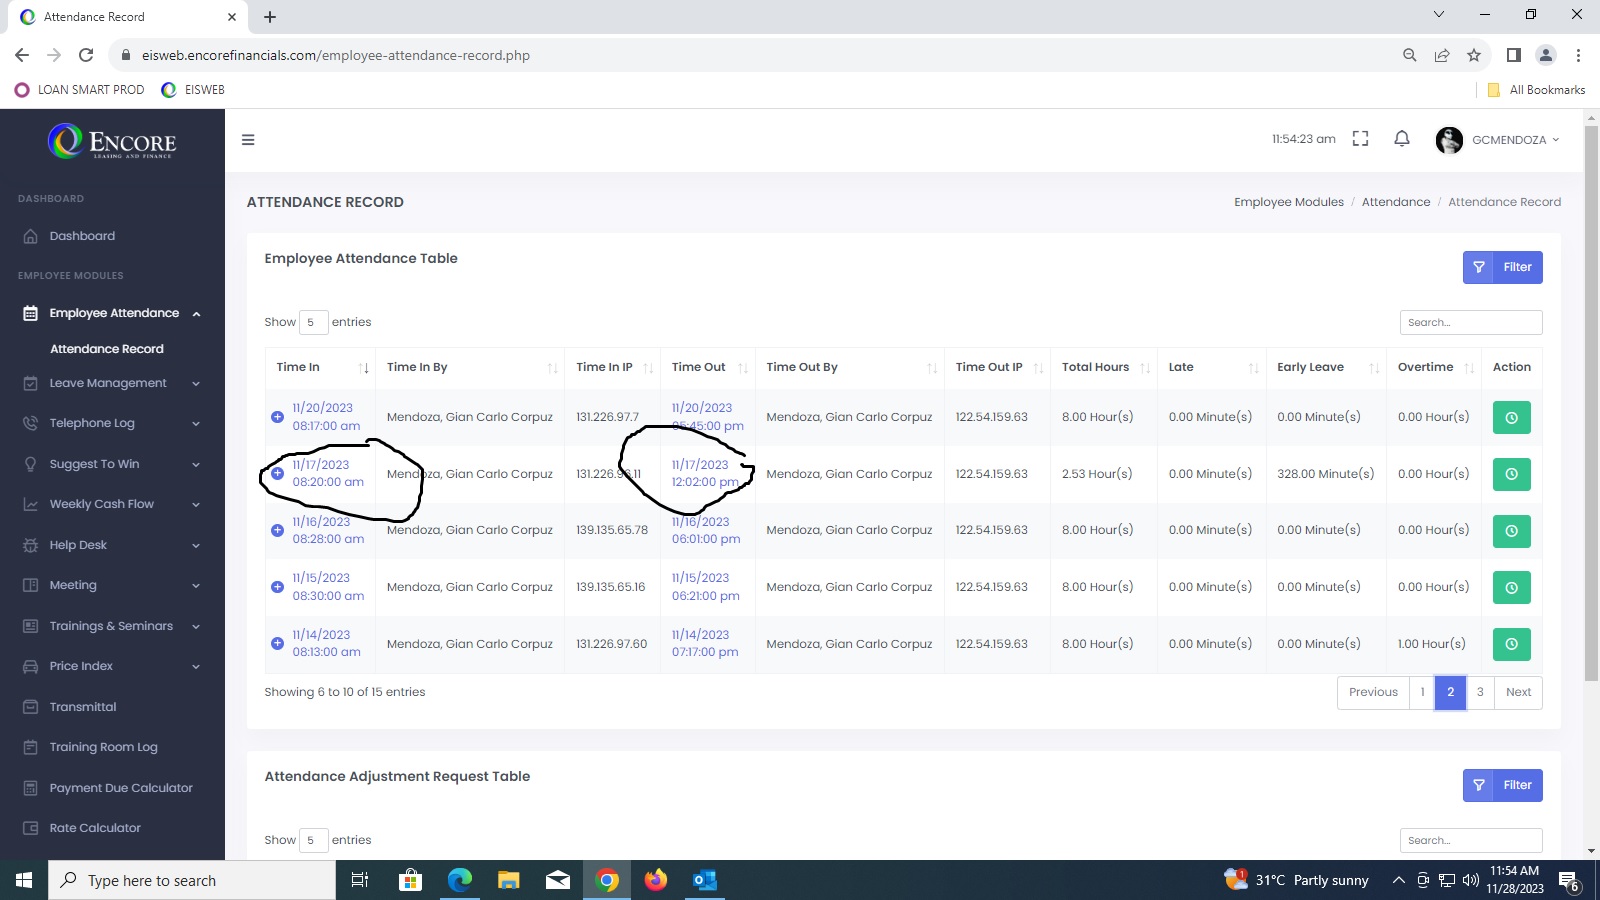 Attendance Record
eisweb.encorefinancials.com/employee-attendance-record.php
LOAN SMART PROD EISWEB All Bookmarks
ENCORE
LEASING AND FINANCE
11:54:23 am GCMENDOZA
DASHBOARD
Dashboard
EMPLOYEE MODULES
Employee Attendance
Attendance Record
Leave Management
Telephone Log
Suggest To Win
Weekly Cash Flow
Help Desk
Meeting
Trainings & Seminars
Price Index
Transmittal
Training Room Log
Payment Due Calculator
Rate Calculator
ATTENDANCE RECORD Employee Modules / Attendance / Attendance Record
Employee Attendance Table
Filter
Show 5 entries Search...
Time In Time In By Time In IP Time Out Time Out By Time Out IP Total Hours Late Early Leave Overtime Action
11/20/2023 08:17:00 am Mendoza, Gian Carlo Corpuz 131.226.97.7 11/20/2023 05:45:00 pm Mendoza, Gian Carlo Corpuz 122.54.159.63 8.00 Hour(s) 0.00 Minute(s) 0.00 Minute(s) 0.00 Hour(s)
11/17/2023 08:20:00 am Mendoza, Gian Carlo Corpuz 131.226.96.11 11/17/2023 12:02:00 pm Mendoza, Gian Carlo Corpuz 122.54.159.63 2.53 Hour(s) 0.00 Minute(s) 328.00 Minute(s) 0.00 Hour(s)
11/16/2023 08:28:00 am Mendoza, Gian Carlo Corpuz 139.135.65.78 11/16/2023 06:01:00 pm Mendoza, Gian Carlo Corpuz 122.54.159.63 8.00 Hour(s) 0.00 Minute(s) 0.00 Minute(s) 0.00 Hour(s)
11/15/2023 08:30:00 am Mendoza, Gian Carlo Corpuz 139.135.65.16 11/15/2023 06:21:00 pm Mendoza, Gian Carlo Corpuz 122.54.159.63 8.00 Hour(s) 0.00 Minute(s) 0.00 Minute(s) 0.00 Hour(s)
11/14/2023 08:13:00 am Mendoza, Gian Carlo Corpuz 131.226.97.60 11/14/2023 07:17:00 pm Mendoza, Gian Carlo Corpuz 122.54.159.63 8.00 Hour(s) 0.00 Minute(s) 0.00 Minute(s) 1.00 Hour(s)
Showing 6 to 10 of 15 entries Previous 1 2 3 Next
Attendance Adjustment Request Table
Filter
Show 5 entries Search...
Type here to search
1 31°C Partly sunny
11:54 AM
11/28/2023
6